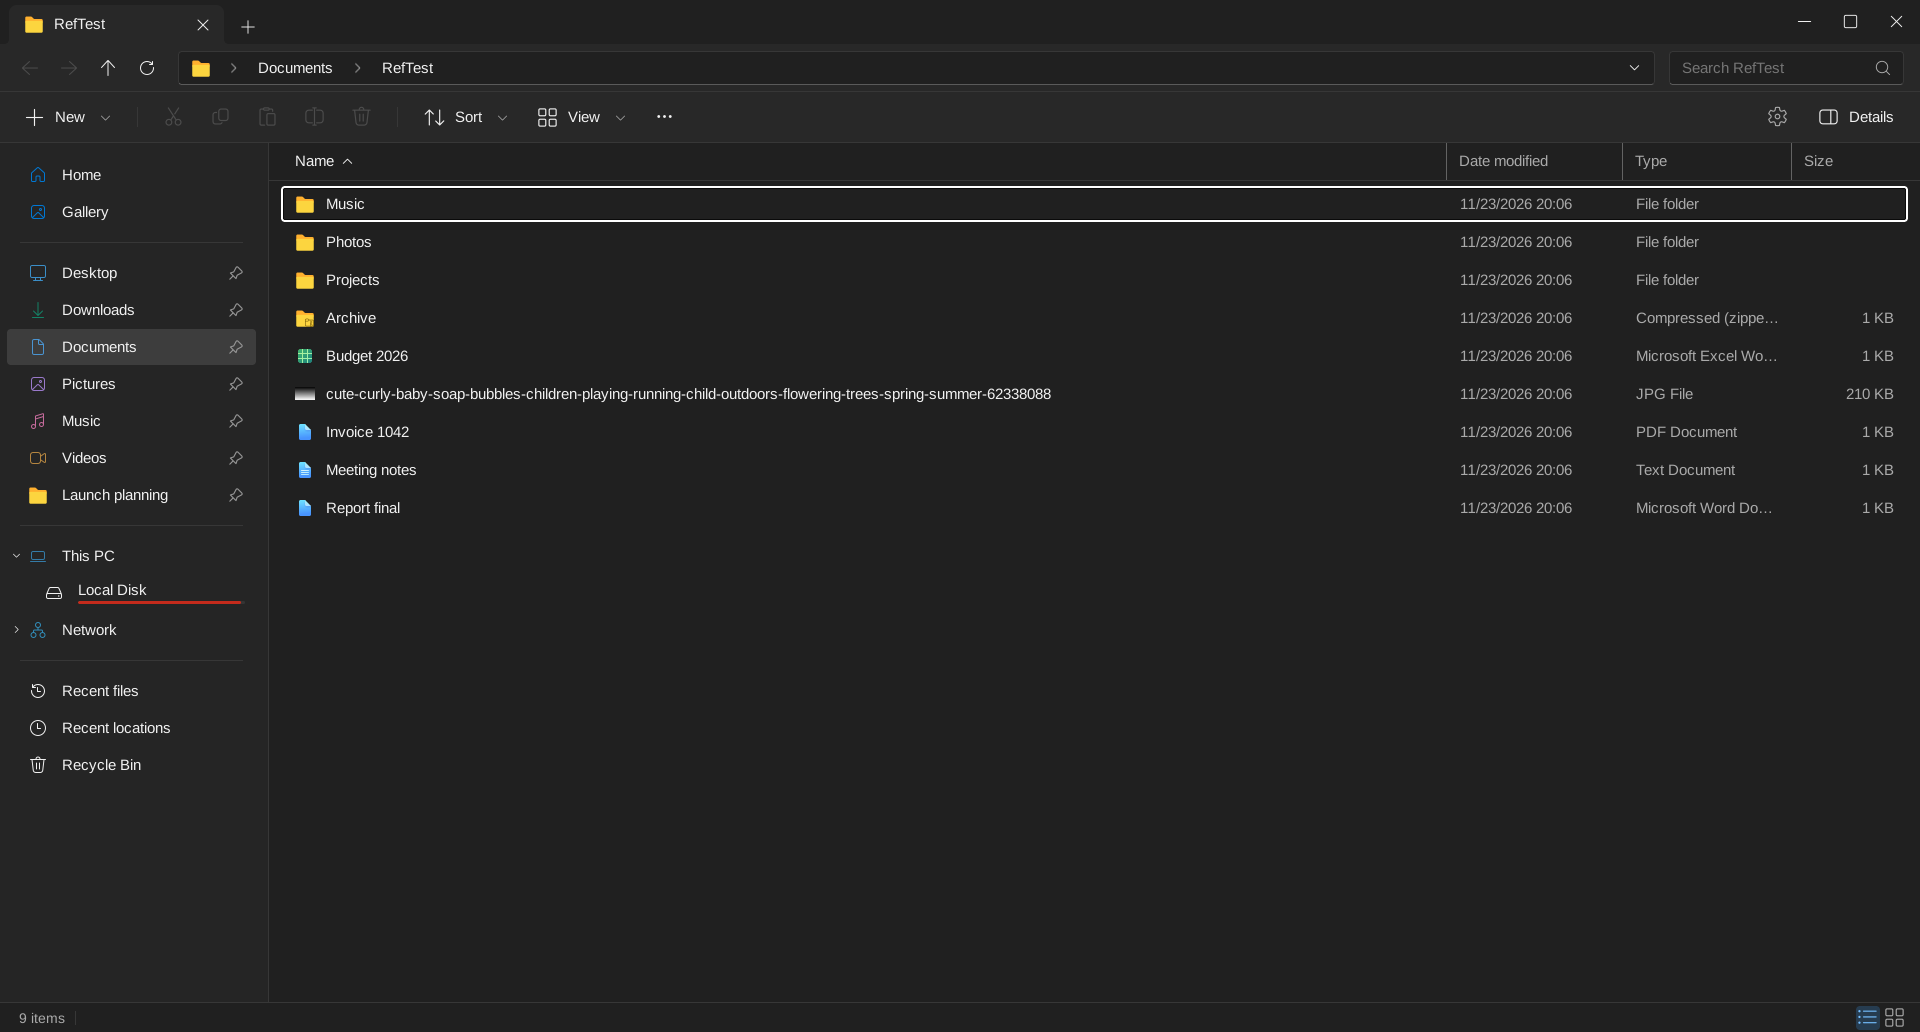 RefTest
Documents
RefTest
Search RefTest
New
Sort
View
Details
Home
Gallery
Desktop
Downloads
Documents
Pictures
Music
Videos
Launch planning
This PC
Local Disk
Network
Recent files
Recent locations
Recycle Bin
Name Date modified Type Size
Music 11/23/2026 20:06 File folder
Photos 11/23/2026 20:06 File folder
Projects 11/23/2026 20:06 File folder
Archive 11/23/2026 20:06 Compressed (zippe… 1 KB
Budget 2026 11/23/2026 20:06 Microsoft Excel Wo… 1 KB
cute-curly-baby-soap-bubbles-children-playing-running-child-outdoors-flowering-trees-spring-summer-62338088 11/23/2026 20:06 JPG File 210 KB
Invoice 1042 11/23/2026 20:06 PDF Document 1 KB
Meeting notes 11/23/2026 20:06 Text Document 1 KB
Report final 11/23/2026 20:06 Microsoft Word Do… 1 KB
9 items